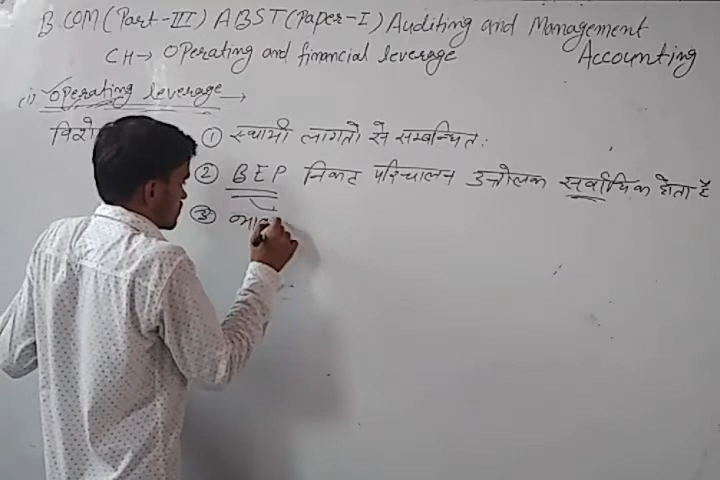 B.COM (Part-III) ABST (Paper-I) Auditing and Management Accounting
CH→ Operating and financial leverage
(i) Operating leverage →
① स्थायी लागतो से सम्बन्धित.
② BEP निकट परिचालन उत्तोलक सर्वाधिक होता है
③